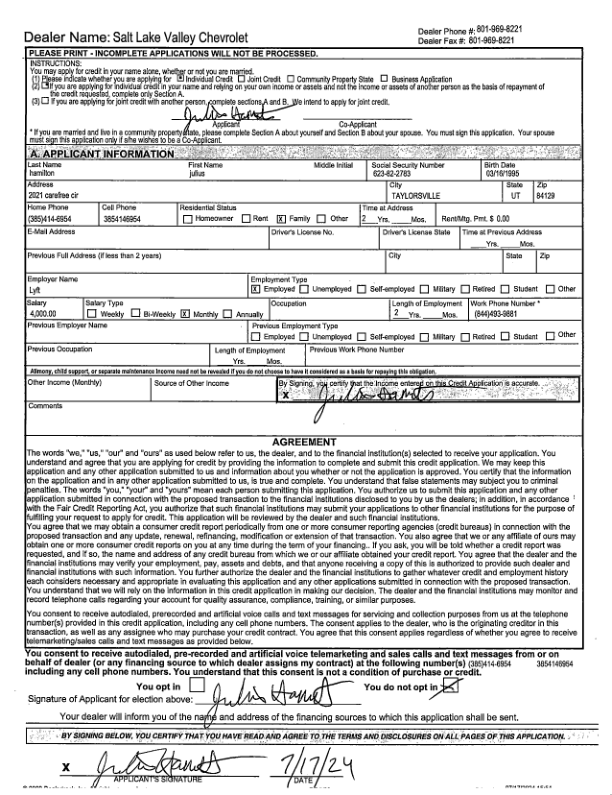 Dealer Name: Salt Lake Valley Chevrolet
Dealer Phone #: 801-969-8221
Dealer Fax #: 801-969-8221
PLEASE PRINT - INCOMPLETE APPLICATIONS WILL NOT BE PROCESSED.
INSTRUCTIONS:
You may apply for credit in your name alone, whether or not you are married.
(1) Please indicate whether you are applying for Individual Credit Joint Credit Community Property State Business Application
(2) If you are applying for individual credit in your name and relying on your own income or assets and not the income or assets of another person as the basis of repayment of
the credit requested, complete only Section A.
(3) If you are applying for joint credit with another person, complete sections A and B. We intend to apply for joint credit.
Applicant Co-Applicant
* If you are married and live in a community property state, please complete Section A about yourself and Section B about your spouse. You must sign this application. Your spouse
must sign this application only if she wishes to be a Co-Applicant.
A. APPLICANT INFORMATION
Last Name First Name Middle Initial Social Security Number Birth Date
hamilton julius 623-82-2783 03/16/1995
Address City State Zip
2021 carefree cir TAYLORSVILLE UT 84129
Home Phone Cell Phone Residential Status Time at Address
(385)414-6954 3854146954 Homeowner Rent X Family Other 2 Yrs. Mos. Rent/Mtg. Pmt. $ 0.00
E-Mail Address Driver's License No. Driver's License State Time at Previous Address
Yrs. Mos.
Previous Full Address (if less than 2 years) City State Zip
Employer Name Employment Type
Lyft X Employed Unemployed Self-employed Military Retired Student Other
Salary Salary Type Occupation Length of Employment Work Phone Number *
4,000.00 Weekly Bi-Weekly X Monthly Annually 2 Yrs. Mos. (844)493-9881
Previous Employer Name Previous Employment Type
Employed Unemployed Self-employed Military Retired Student Other
Previous Occupation Length of Employment Previous Work Phone Number
Yrs. Mos.
Alimony, child support, or separate maintenance income need not be revealed if you do not choose to have it considered as a basis for repaying this obligation.
Other Income (Monthly) Source of Other Income By Signing, you certify that the Income entered on this Credit Application is accurate.
X
Comments
AGREEMENT
The words "we," "us," "our" and "ours" as used below refer to us, the dealer, and to the financial institution(s) selected to receive your application. You
understand and agree that you are applying for credit by providing the information to complete and submit this credit application. We may keep this
application and any other application submitted to us and information about you whether or not the application is approved. You certify that the information
on the application and in any other application submitted to us, is true and complete. You understand that false statements may subject you to criminal
penalties. The words "you," "your" and "yours" mean each person submitting this application. You authorize us to submit this application and any other
application submitted in connection with the proposed transaction to the financial institutions disclosed to you by us the dealers; in addition, in accordance
with the Fair Credit Reporting Act, you authorize that such financial institutions may submit your applications to other financial institutions for the purpose of
fulfilling your request to apply for credit. This application will be reviewed by the dealer and such financial institutions.
You agree that we may obtain a consumer credit report periodically from one or more consumer reporting agencies (credit bureaus) in connection with the
proposed transaction and any update, renewal, refinancing, modification or extension of that transaction. You also agree that we or any affiliate of ours may
obtain one or more consumer credit reports on you at any time during the term of your financing... If you ask, you will be told whether a credit report was
requested, and if so, the name and address of any credit bureau from which we or our affiliate obtained your credit report. You agree that the dealer and the
financial institutions may verify your employment, pay, assets and debts, and that anyone receiving a copy of this is authorized to provide such dealer and
financial institutions with such information. You further authorize the dealer and the financial institutions to gather whatever credit and employment history
each considers necessary and appropriate in evaluating this application and any other applications submitted in connection with the proposed transaction.
You understand that we will rely on the information in this credit application in making our decision. The dealer and the financial institutions may monitor and
record telephone calls regarding your account for quality assurance, compliance, training, or similar purposes.
You consent to receive autodialed, prerecorded and artificial voice calls and text messages for servicing and collection purposes from us at the telephone
number(s) provided in this credit application, including any cell phone numbers. The consent applies to the dealer, who is the originating creditor in this
transaction, as well as any assignees who may purchase your credit contract. You agree that this consent applies regardless of whether you agree to receive
telemarketing/sales calls and text messages as provided below.
You consent to receive autodialed, pre-recorded and artificial voice telemarketing and sales calls and text messages from or on
behalf of dealer (or any financing source to which dealer assigns my contract) at the following number(s) (385)414-6954 3854146954
including any cell phone numbers. You understand that this consent is not a condition of purchase or credit.
You opt in You do not opt in
Signature of Applicant for election above:
Your dealer will inform you of the name and address of the financing sources to which this application shall be sent.
BY SIGNING BELOW, YOU CERTIFY THAT YOU HAVE READ AND AGREE TO THE TERMS AND DISCLOSURES ON ALL PAGES OF THIS APPLICATION.
X 7/17/24
APPLICANT'S SIGNATURE DATE